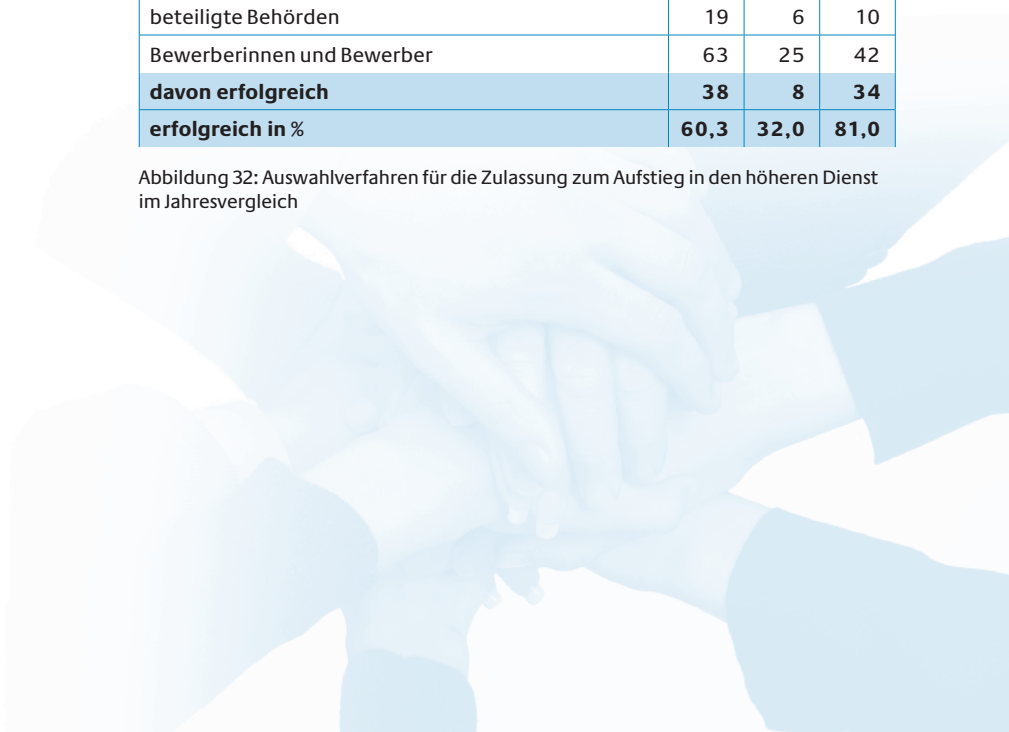 beteiligte Behörden 19 6 10
Bewerberinnen und Bewerber 63 25 42
davon erfolgreich 38 8 34
erfolgreich in % 60,3 32,0 81,0
Abbildung 32: Auswahlverfahren für die Zulassung zum Aufstieg in den höheren Dienst
im Jahresvergleich